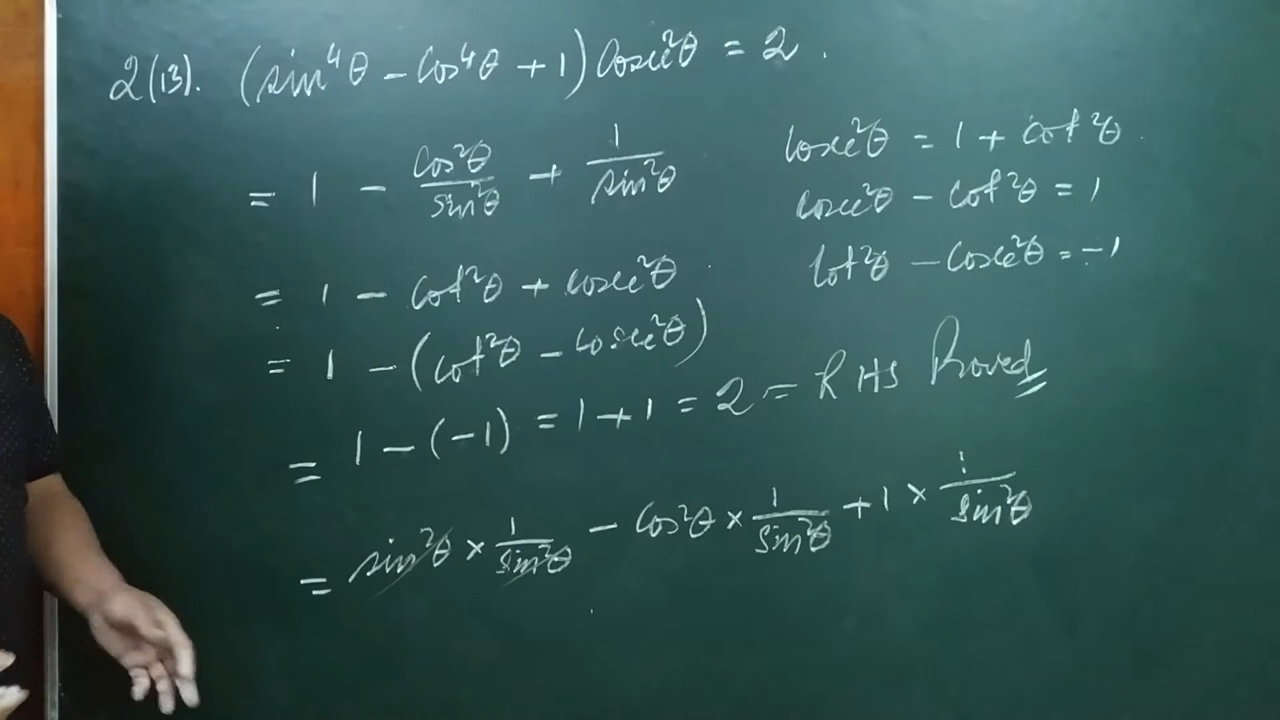 2(13). (sin⁴θ - cos⁴θ + 1) cosec²θ = 2.
= 1 - cos²θ/sin²θ + 1/sin²θ
= 1 - cot²θ + cosec²θ
= 1 - (cot²θ - cosec²θ)
= 1 - (-1) = 1 + 1 = 2 = RHS Proved
= sin²θ × 1/sin²θ - cos²θ × 1/sin²θ + 1 × 1/sin²θ
cosec²θ = 1 + cot²θ.
cosec²θ - cot²θ = 1
cot²θ - cosec²θ = -1